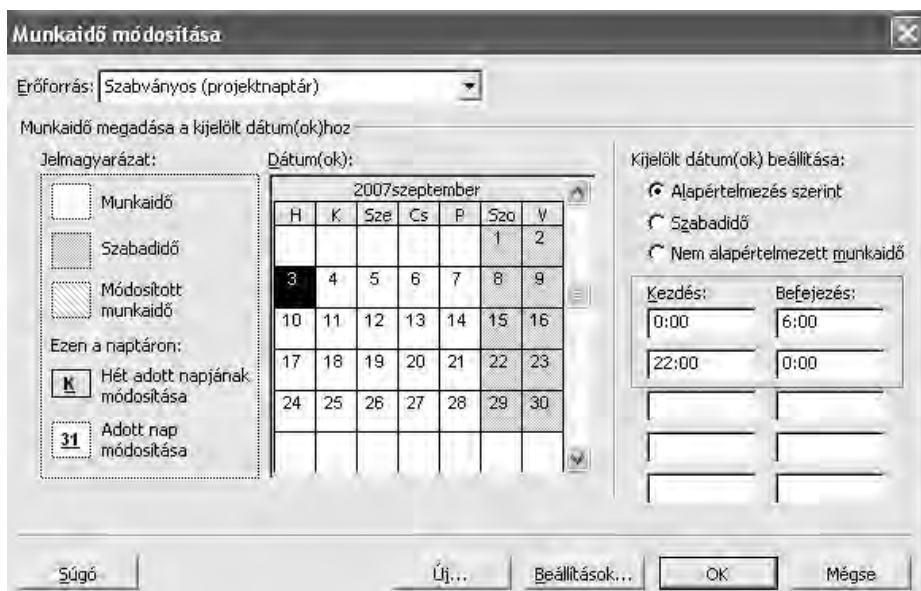 Munkaidő módosítása
Erőforrás: Szabványos (projektnaptár)
Munkaidő megadása a kijelölt dátum(ok)hoz
Jelmagyarázat:
Munkaidő
Szabadidő
Módosított
munkaidő
Ezen a naptáron:
K Hét adott napjának
módosítása
31 Adott nap
módosítása
Dátum(ok):
2007szeptember
H K Sze Cs P Szo V
1 2
3 4 5 6 7 8 9
10 11 12 13 14 15 16
17 18 19 20 21 22 23
24 25 26 27 28 29 30
Kijelölt dátum(ok) beállítása:
Alapértelmezés szerint
Szabadidő
Nem alapértelmezett munkaidő
Kezdés: Befejezés:
0:00 6:00
22:00 0:00
Súgó Új... Beállítások... OK Mégse